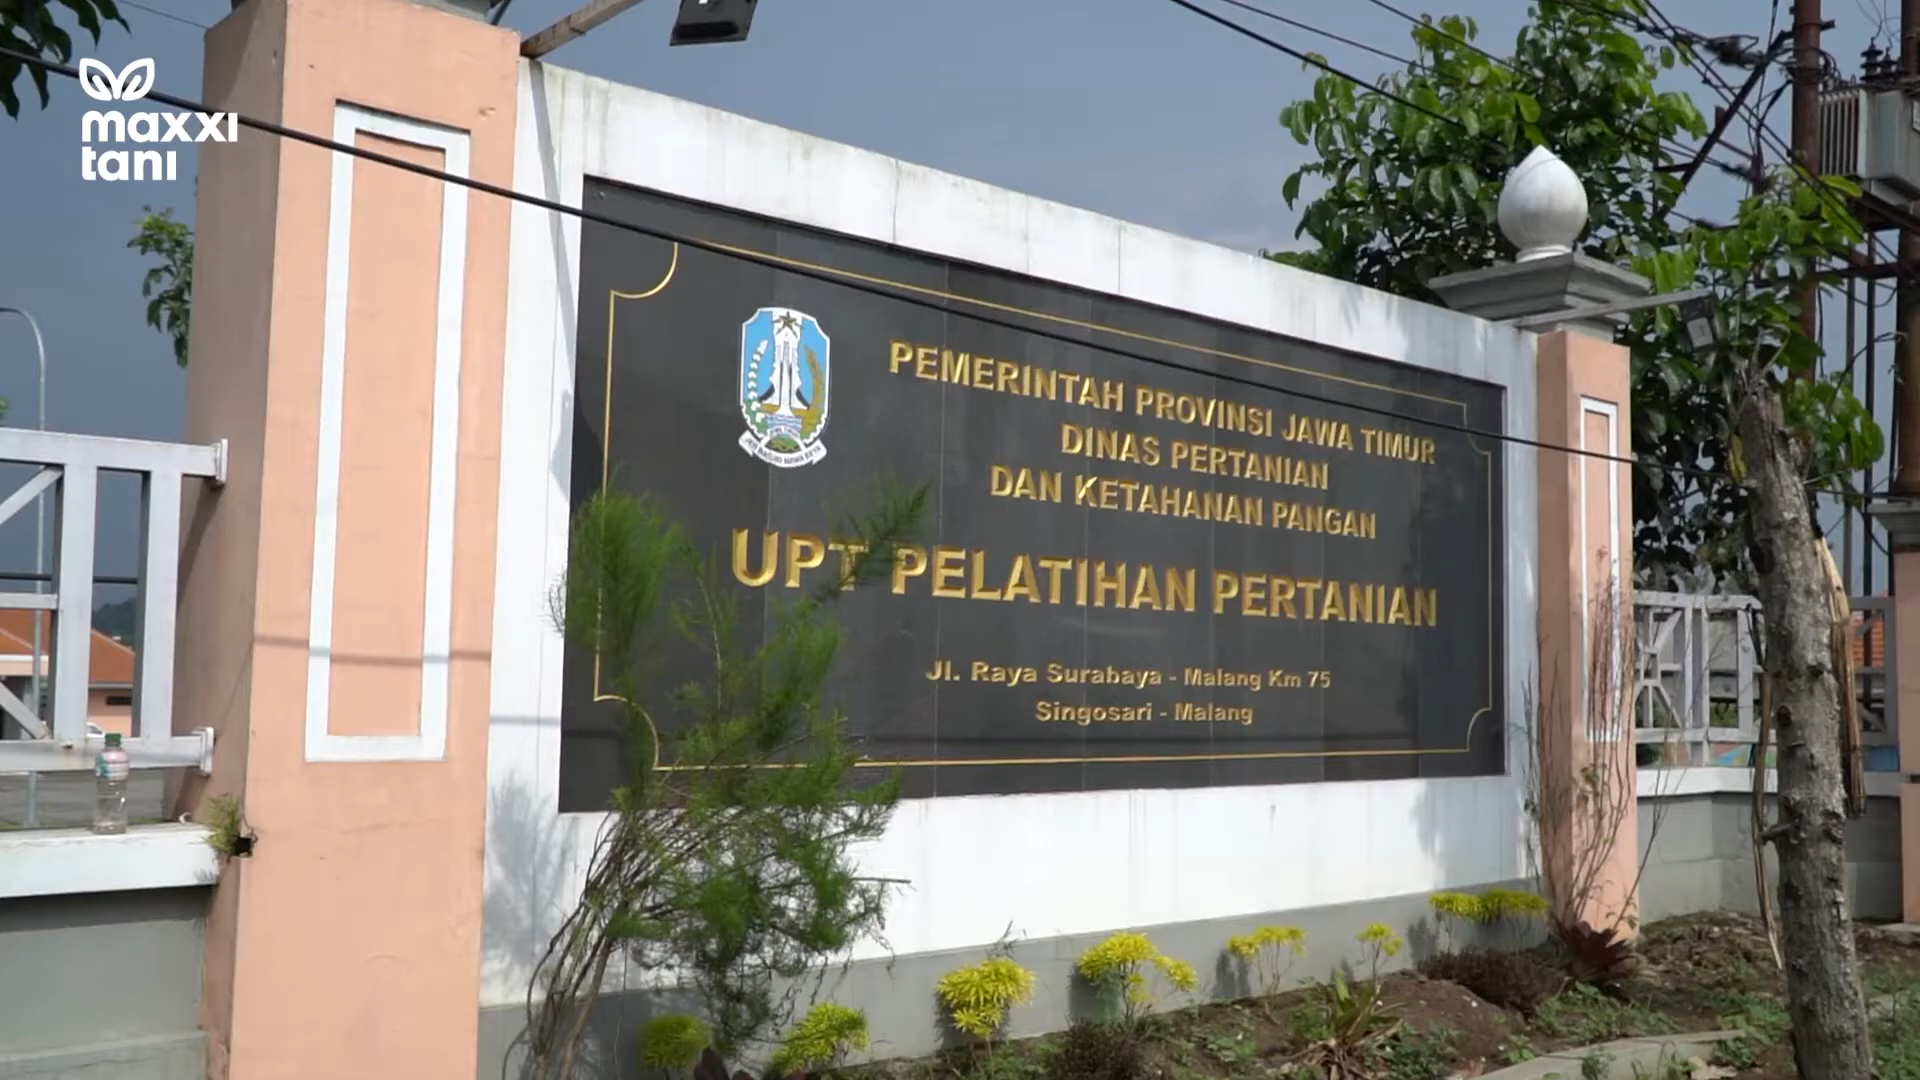 maxxi
tani
PEMERINTAH PROVINSI JAWA TIMUR
DINAS PERTANIAN
DAN KETAHANAN PANGAN
UPT PELATIHAN PERTANIAN
Jl. Raya Surabaya - Malang Km 75
Singosari - Malang